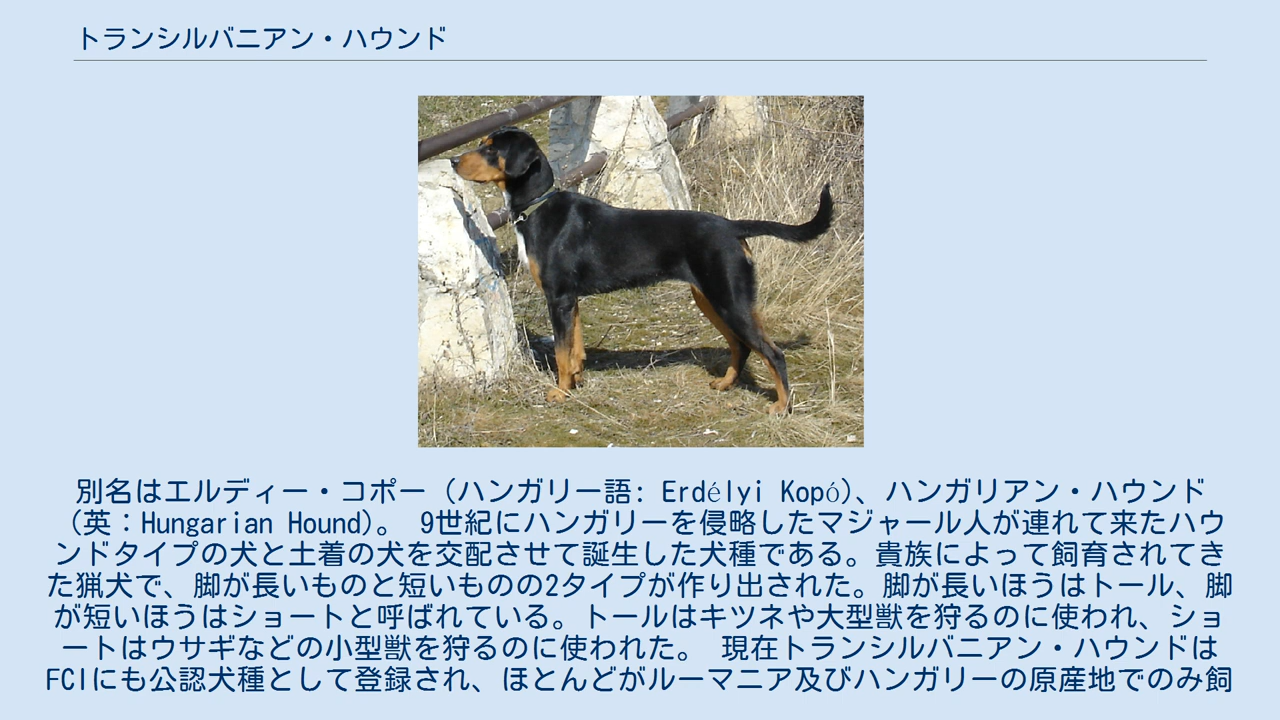 トランシルバニアン・ハウンド
別名はエルディー・コポー（ハンガリー語: Erdélyi Kopó）、ハンガリアン・ハウンド
（英：Hungarian Hound）。 9世紀にハンガリーを侵略したマジャール人が連れて来たハウ
ンドタイプの犬と土着の犬を交配させて誕生した犬種である。貴族によって飼育されてき
た猟犬で、脚が長いものと短いものの2タイプが作り出された。脚が長いほうはトール、脚
が短いほうはショートと呼ばれている。トールはキツネや大型獣を狩るのに使われ、ショ
ートはウサギなどの小型獣を狩るのに使われた。 現在トランシルバニアン・ハウンドは
FCIにも公認犬種として登録され、ほとんどがルーマニア及びハンガリーの原産地でのみ飼